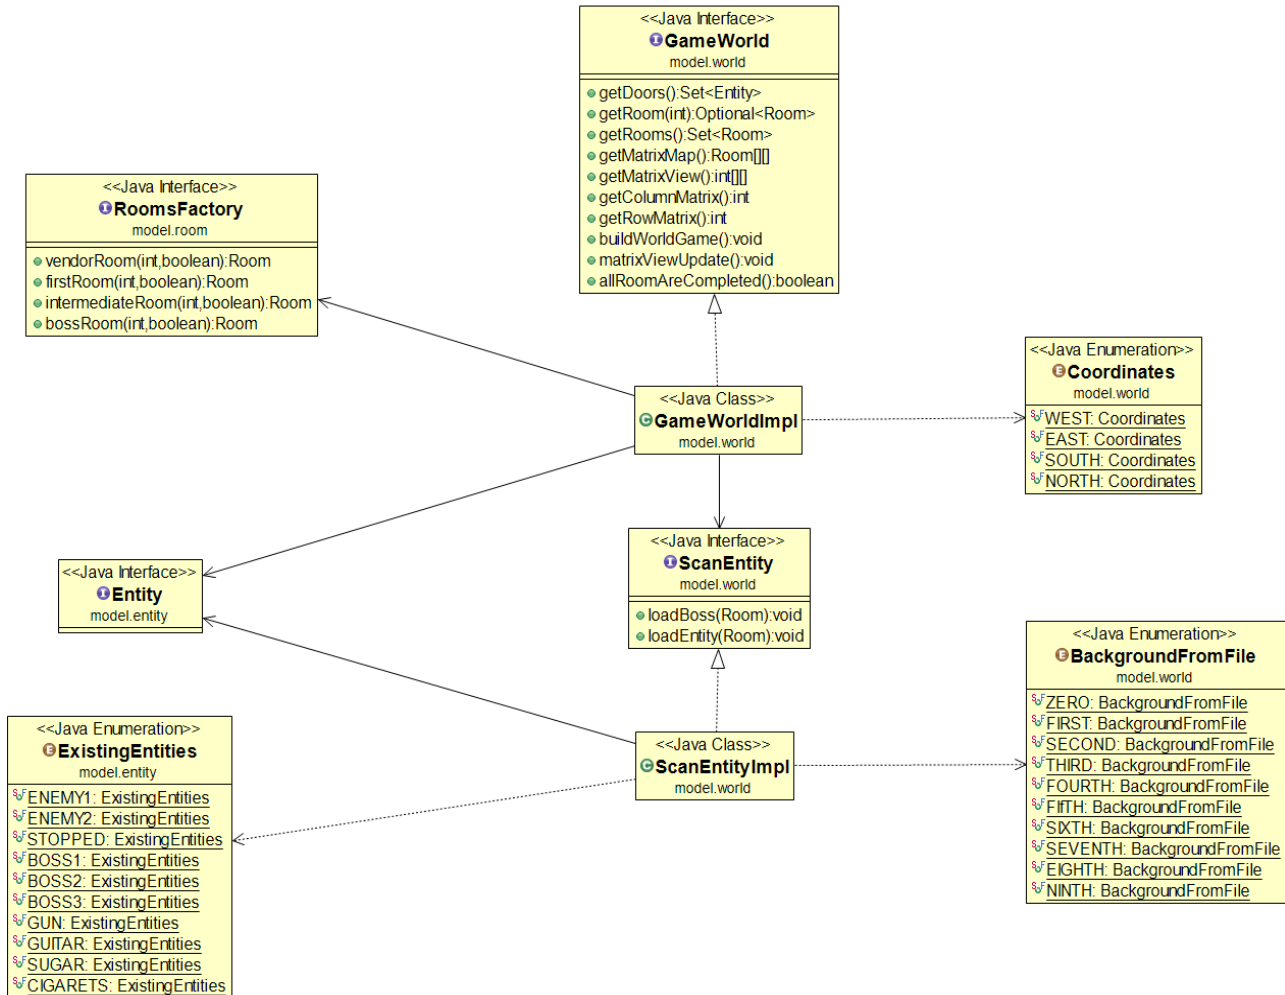 <<Java Interface>>
GameWorld
model.world
getDoors():Set<Entity>
getRoom(int):Optional<Room>
getRooms():Set<Room>
getMatrixMap():Room[][]
getMatrixView():int[][]
getColumnMatrix():int
getRowMatrix():int
buildWorldGame():void
matrixViewUpdate():void
allRoomAreCompleted():boolean
<<Java Interface>>
RoomsFactory
model.room
vendorRoom(int,boolean):Room
firstRoom(int,boolean):Room
intermediateRoom(int,boolean):Room
bossRoom(int,boolean):Room
<<Java Enumeration>>
Coordinates
model.world
WEST: Coordinates
EAST: Coordinates
SOUTH: Coordinates
NORTH: Coordinates
<<Java Class>>
GameWorldImpl
model.world
<<Java Interface>>
ScanEntity
model.world
loadBoss(Room):void
loadEntity(Room):void
<<Java Interface>>
Entity
model.entity
<<Java Enumeration>>
BackgroundFromFile
model.world
ZERO: BackgroundFromFile
FIRST: BackgroundFromFile
SECOND: BackgroundFromFile
THIRD: BackgroundFromFile
FOURTH: BackgroundFromFile
FIFTH: BackgroundFromFile
SIXTH: BackgroundFromFile
SEVENTH: BackgroundFromFile
EIGHTH: BackgroundFromFile
NINTH: BackgroundFromFile
<<Java Class>>
ScanEntityImpl
model.world
<<Java Enumeration>>
ExistingEntities
model.entity
ENEMY1: ExistingEntities
ENEMY2: ExistingEntities
STOPPED: ExistingEntities
BOSS1: ExistingEntities
BOSS2: ExistingEntities
BOSS3: ExistingEntities
GUN: ExistingEntities
GUITAR: ExistingEntities
SUGAR: ExistingEntities
CIGARETS: ExistingEntities